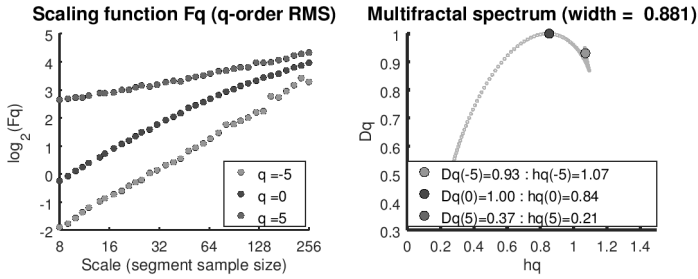 Scaling function Fq (q-order RMS)
5
4
3
2
1
0
-1
-2
log2(Fq)
q =-5
q =0
q =5
8 16 32 64 128 256
Scale (segment sample size)
Multifractal spectrum (width = 0.881)
1
0.9
0.8
0.7
0.6
0.5
0.4
0.3
Dq
Dq(-5)=0.93 : hq(-5)=1.07
Dq(0)=1.00 : hq(0)=0.84
Dq(5)=0.37 : hq(5)=0.21
0 0.2 0.4 0.6 0.8 1 1.2 1.4
hq